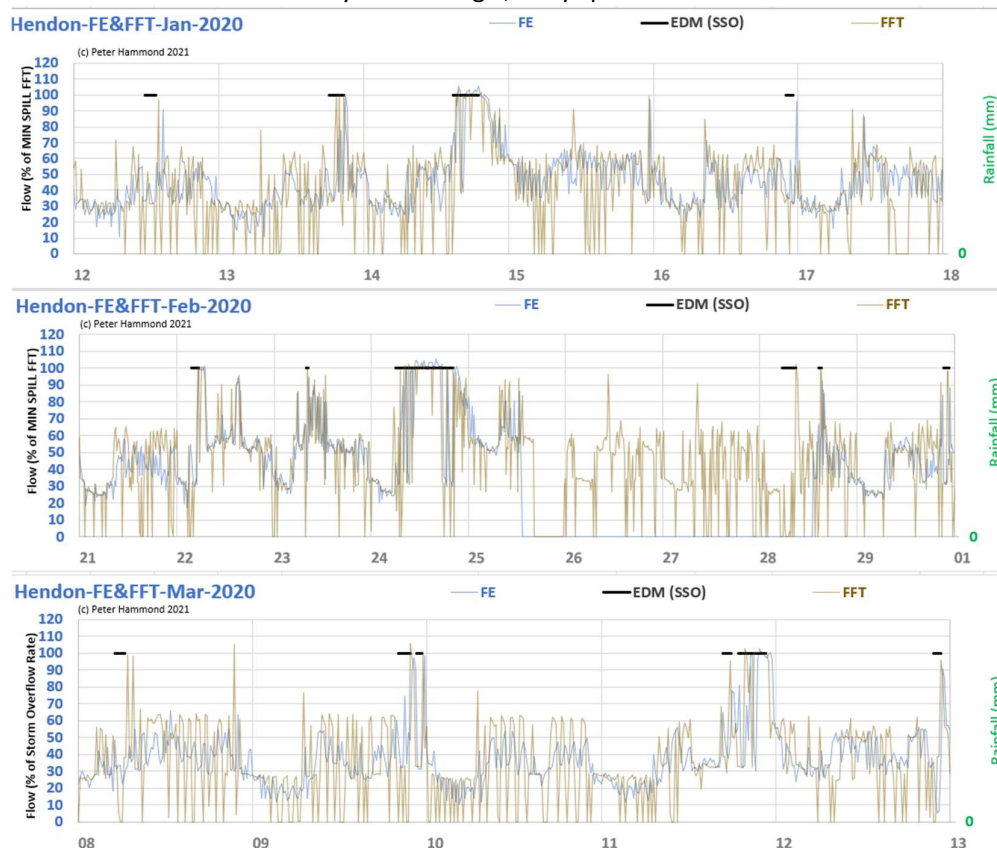 Hendon-FE&FFT-Jan-2020
FE
EDM (SSO)
FFT
(c) Peter Hammond 2021
120
110
100
90
80
70
60
50
40
30
20
10
0
Flow (% of MIN SPILL FFT)
Rainfall (mm)
0
12 13 14 15 16 17 18
Hendon-FE&FFT-Feb-2020
FE
EDM (SSO)
FFT
(c) Peter Hammond 2021
120
110
100
90
80
70
60
50
40
30
20
10
0
Flow (% of MIN SPILL FFT)
Rainfall (mm)
0
21 22 23 24 25 26 27 28 29 01
Hendon-FE&FFT-Mar-2020
FE
EDM (SSO)
FFT
(c) Peter Hammond 2021
120
110
100
90
80
70
60
50
40
30
20
10
0
Flow (% of Storm Overflow Rate)
Rainfall (mm)
0
08 09 10 11 12 13